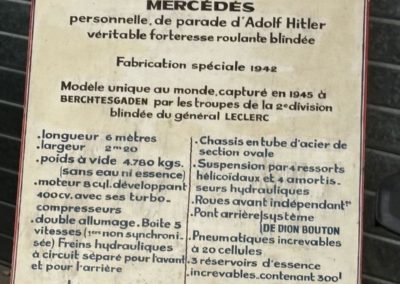 MERCÉDÈS
personnelle, de parade d'Adolf Hitler
véritable forteresse roulante blindée
Fabrication spéciale 1942
Modèle unique au monde, capturé en 1945 à
BERCHTESGADEN par les troupes de la 2e division
blindée du général LECLERC
. longueur 6 mètres
. largeur 2m20
. poids à vide 4.780 kgs.
(sans eau ni essence)
. moteur 8 cyl. développant
400cv. avec ses turbo-
compresseurs
. double allumage. Boite 5
vitesses (1ère non synchroni-
sée) Freins hydrauliques
à circuit séparé pour l'avant
et pour l'arrière
. Chassis en tube d'acier de
section ovale
. Suspension par 4 ressorts
hélicoïdaux et 4 amortis-
seurs hydrauliques
. Roues avant indépendantes
. Pont arrière système
DE DION BOUTON
. Pneumatiques increvables
à 20 cellules
. 3 réservoirs d'essence
increvables. contenant 300l